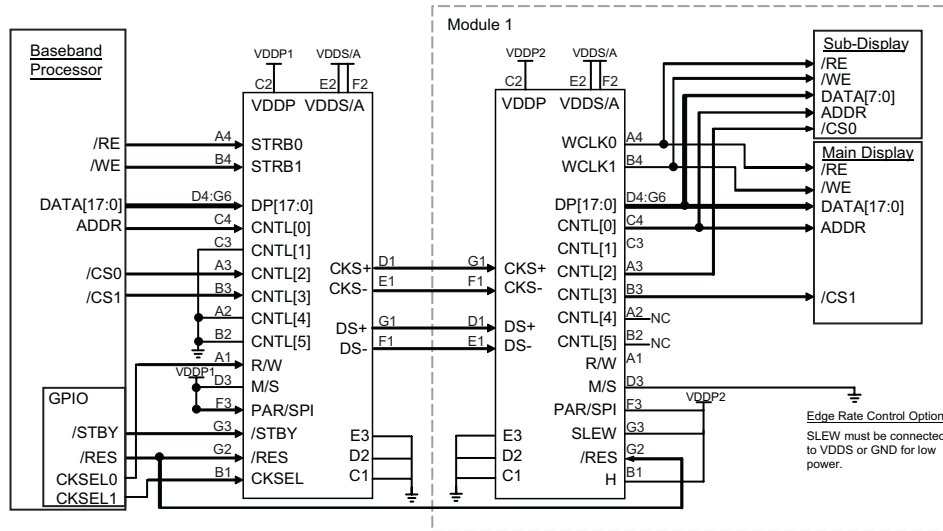 Module 1
Baseband
Processor
/RE
/WE
DATA[17:0]
ADDR
/CS0
/CS1
GPIO
/STBY
/RES
CKSEL0
CKSEL1
VDDP1
VDDS/A
C2
E2
F2
VDDP VDDS/A
A4
STRB0
B4
STRB1
D4:G6
DP[17:0]
C4
CNTL[0]
C3
CNTL[1]
A3
CNTL[2]
B3
CNTL[3]
A2
CNTL[4]
B2
CNTL[5]
A1
R/W
VDDP1
D3
M/S
F3
PAR/SPI
G3
/STBY
G2
/RES
B1
CKSEL
CKS+ D1
CKS- E1
DS+ G1
DS- F1
E3
D2
C1
VDDP2
VDDS/A
C2
E2
F2
VDDP VDDS/A
G1 CKS+
F1 CKS-
D1 DS+
E1 DS-
E3
D2
C1
WCLK0 A4
WCLK1 B4
DP[17:0] D4:G6
CNTL[0] C4
CNTL[1] C3
CNTL[2] A3
CNTL[3] B3
CNTL[4] A2 NC
CNTL[5] B2 NC
R/W A1
M/S D3
PAR/SPI F3
VDDP2
SLEW G3
/RES G2
H B1
Sub-Display
/RE
/WE
DATA[7:0]
ADDR
/CS0
Main Display
/RE
/WE
DATA[17:0]
ADDR
/CS1
Edge Rate Control Option
SLEW must be connected
to VDDS or GND for low
power.